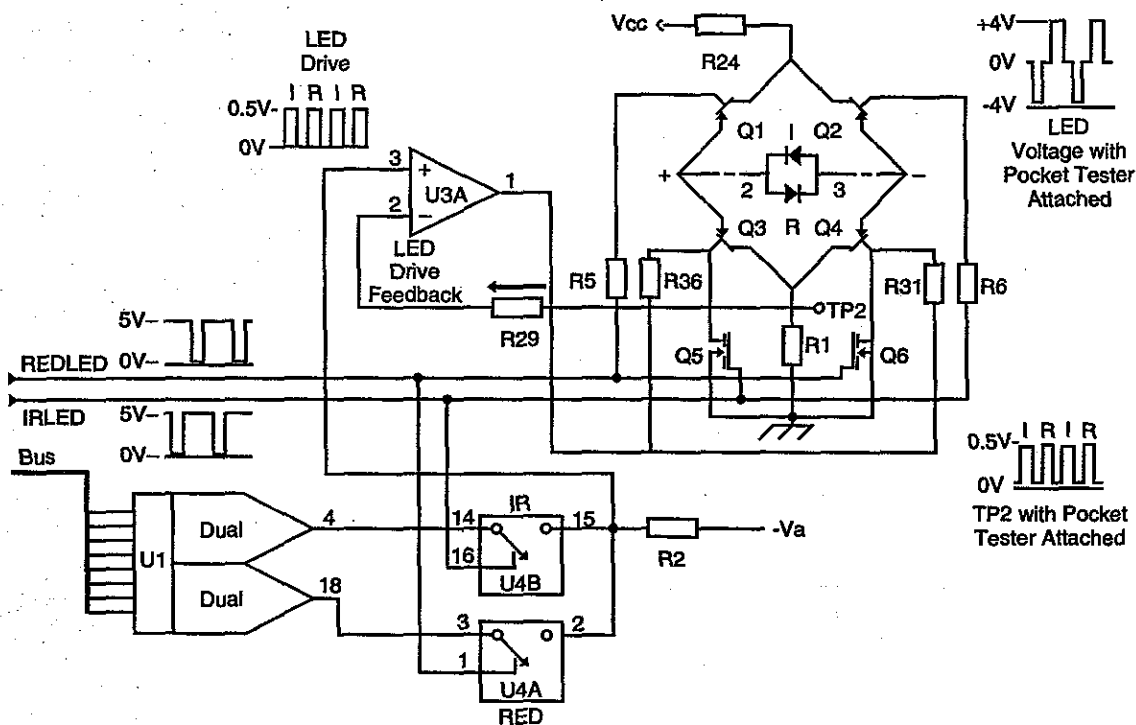 LED
Drive
I R I R
0.5V
0V
Vcc
R24
+4V
0V
-4V
LED
Voltage with
Pocket Tester
Attached
Q1
I
Q2
+
2
3
-
Q3
R
Q4
3
+
U3A
1
2
-
LED
Drive
Feedback
R29
R5
R36
TP2
R31
R6
R1
Q5
Q6
5V
0V
REDLED
IRLED
5V
0V
Bus
I R I R
0.5V
0V
TP2 with Pocket
Tester Attached
Dual
4
14
IR
15
R2
-Va
16
U4B
U1
Dual
18
3
2
1
U4A
RED